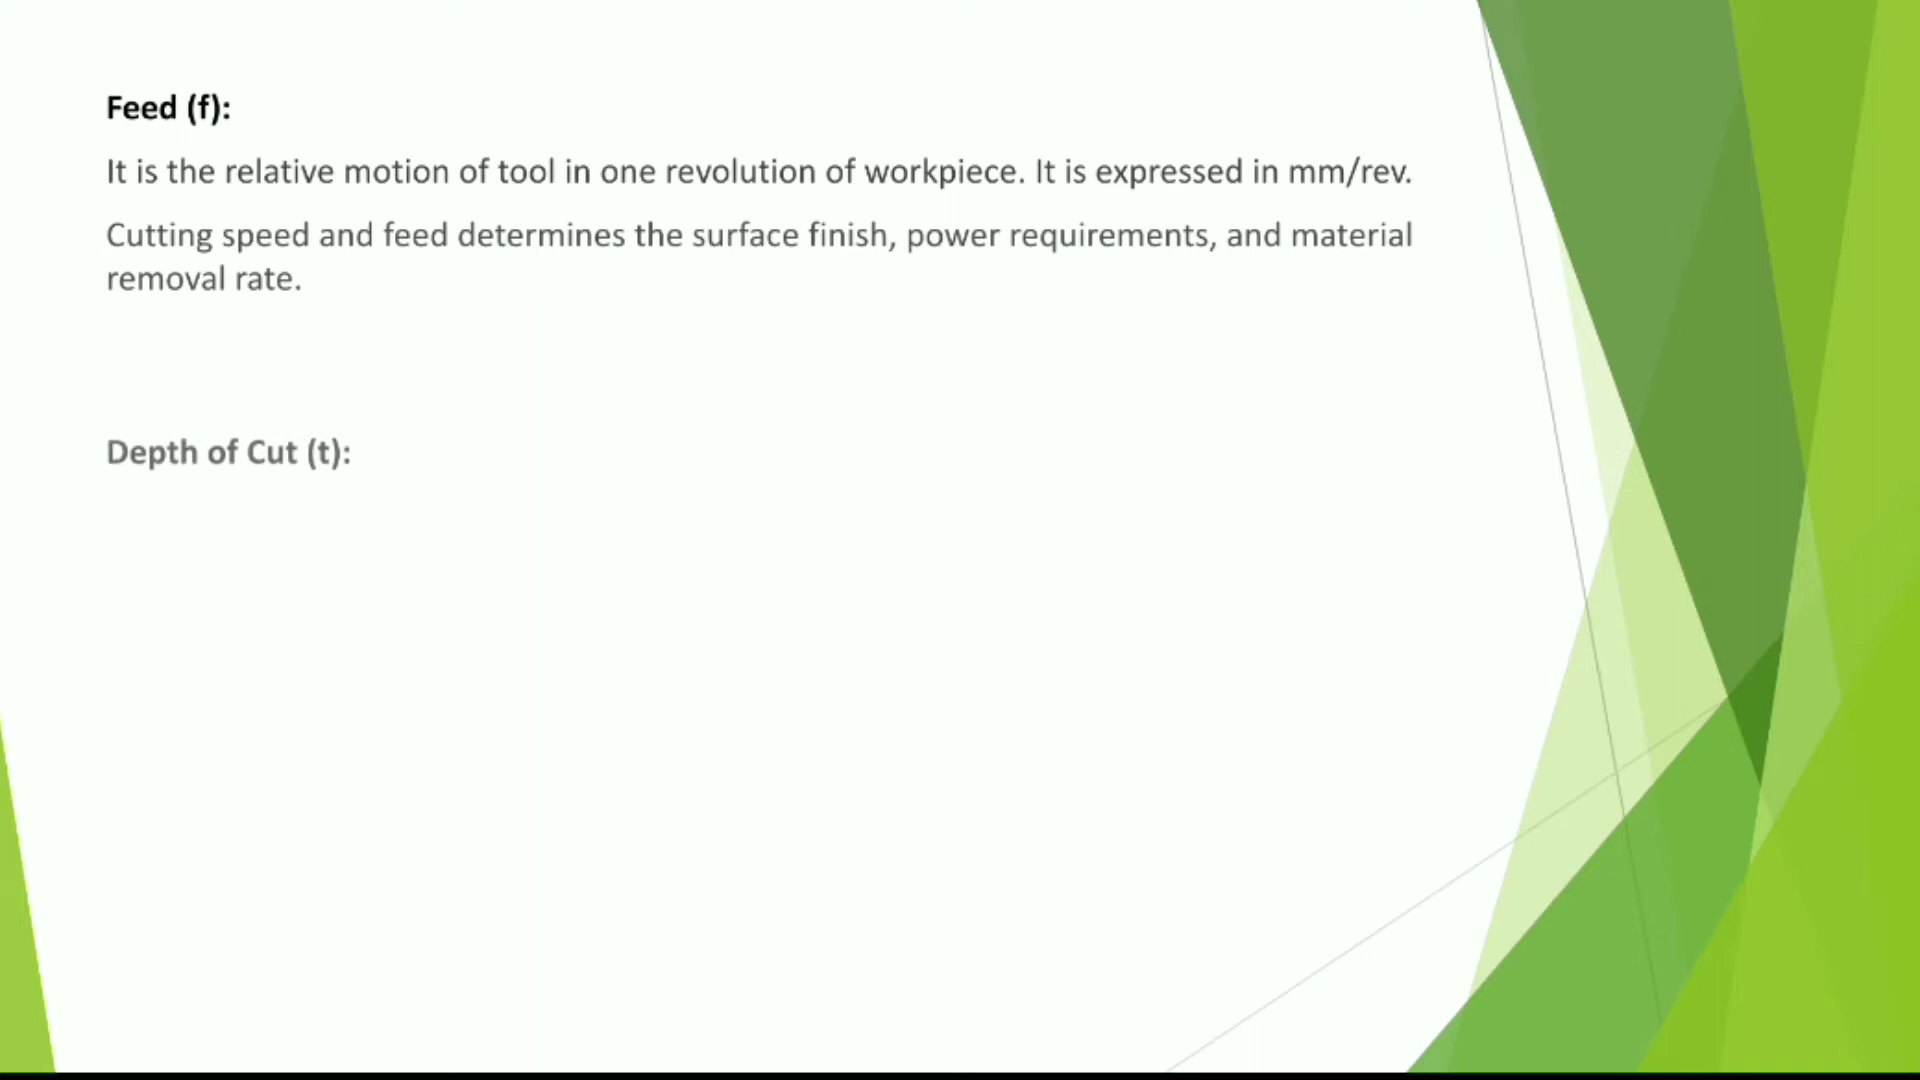 Feed (f):
It is the relative motion of tool in one revolution of workpiece. It is expressed in mm/rev.
Cutting speed and feed determines the surface finish, power requirements, and material
removal rate.
Depth of Cut (t):